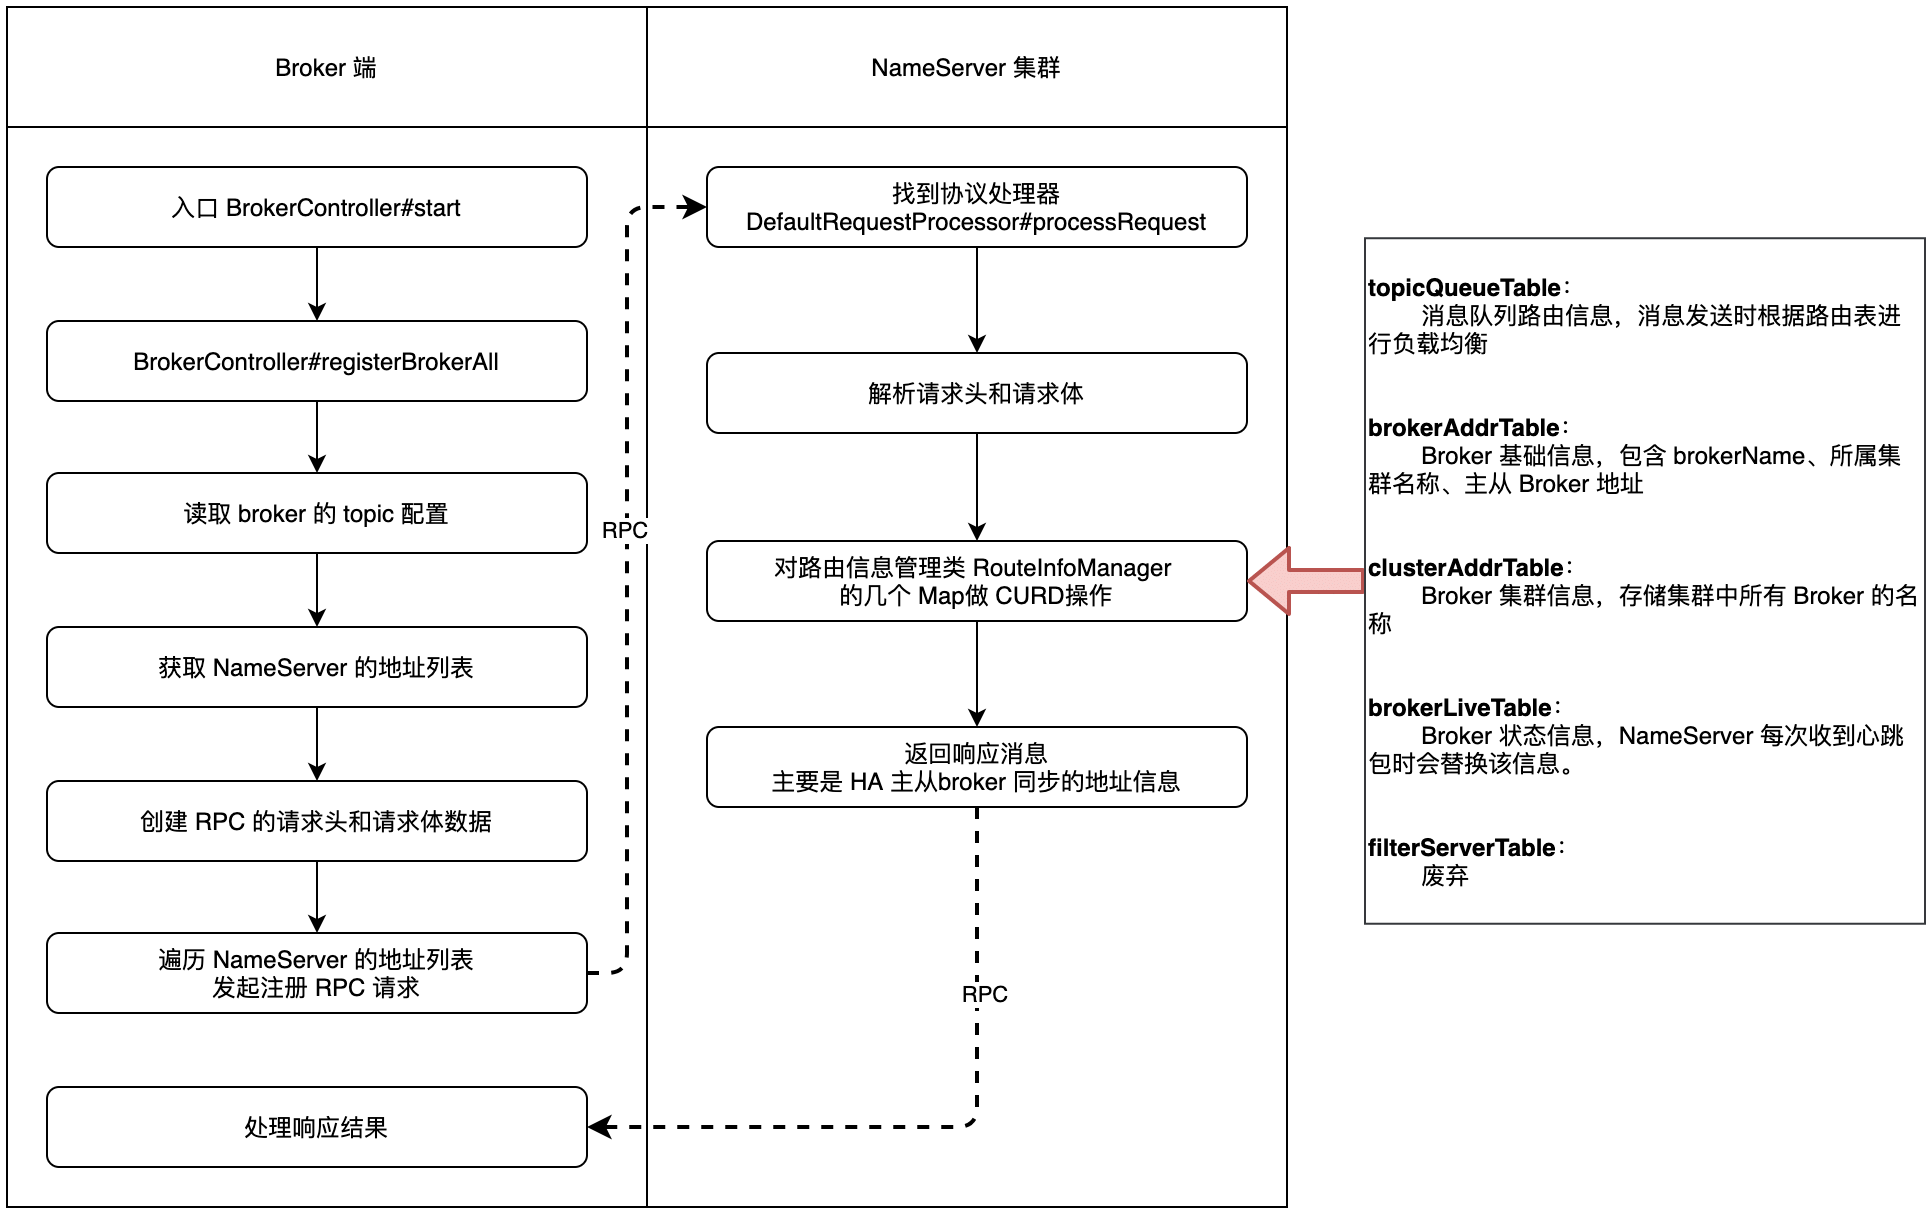 Broker 端
NameServer 集群
入口 BrokerController#start
BrokerController#registerBrokerAll
读取 broker 的 topic 配置
获取 NameServer 的地址列表
创建 RPC 的请求头和请求体数据
遍历 NameServer 的地址列表
发起注册 RPC 请求
处理响应结果
RPC
找到协议处理器
DefaultRequestProcessor#processRequest
解析请求头和请求体
对路由信息管理类 RouteInfoManager
的几个 Map做 CURD操作
返回响应消息
主要是 HA 主从broker 同步的地址信息
RPC
topicQueueTable：
消息队列路由信息，消息发送时根据路由表进
行负载均衡
brokerAddrTable：
Broker 基础信息，包含 brokerName、所属集
群名称、主从 Broker 地址
clusterAddrTable：
Broker 集群信息，存储集群中所有 Broker 的名
称
brokerLiveTable：
Broker 状态信息，NameServer 每次收到心跳
包时会替换该信息。
filterServerTable：
废弃